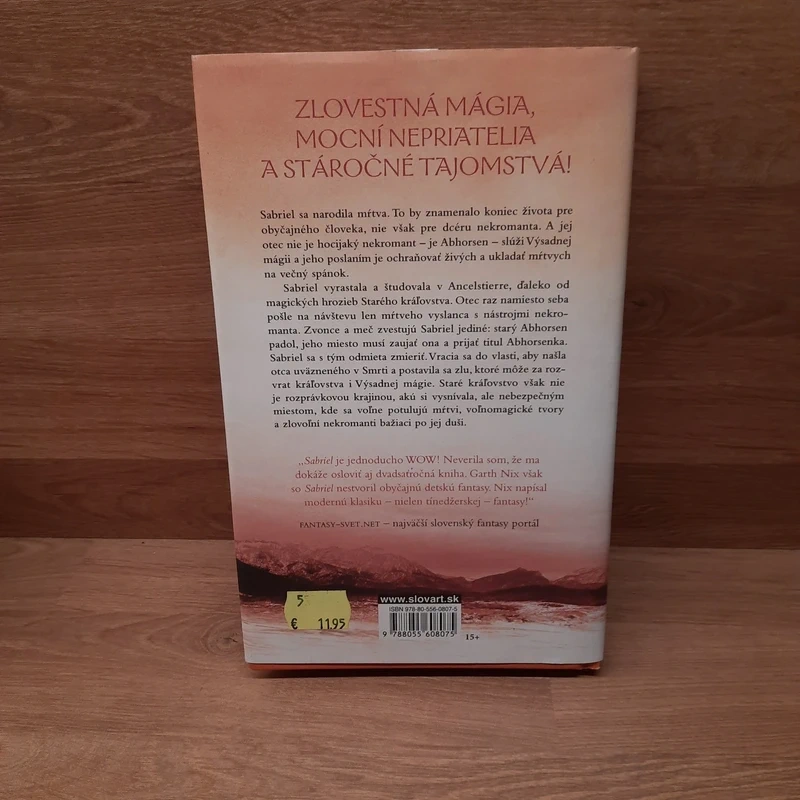 ZLOVESTNÁ MÁGIA,
MOCNÍ NEPRIATELIA
A STÁROČNÉ TAJOMSTVÁ!
Sabriel sa narodila mŕtva. To by znamenalo koniec života pre
obyčajného človeka, nie však pre dcéru nekromanta. A jej
otec nie je hocijaký nekromant – je Abhorsen – slúži Výsadnej
mágii a jeho poslaním je ochraňovať živých a ukladať mŕtvych
na večný spánok.
Sabriel vyrastala a študovala v Ancelstierre, ďaleko od
magických hrozieb Starého kráľovstva. Otec raz namiesto seba
pošle na návštevu len mŕtveho vyslanca s nástrojmi nekro-
manta. Zvonce a meč zvestujú Sabriel jediné: starý Abhorsen
padol, jeho miesto musí zaujať ona a prijať titul Abhorsenka.
Sabriel sa s tým odmieta zmieriť. Vracia sa do vlasti, aby našla
otca uväzneného v Smrti a postavila sa zlu, ktoré môže za roz-
vrat kráľovstva i Výsadnej mágie. Staré kráľovstvo však nie
je rozprávkovou krajinou, akú si vysnívala, ale nebezpečným
miestom, kde sa voľne potulujú mŕtvi, voľnomagické tvory
a zlovoľní nekromanti bažiaci po jej duši.
„Sabriel je jednoducho WOW! Neverila som, že ma
dokáže osloviť aj dvadsaťročná kniha. Garth Nix však
so Sabriel nestvoril obyčajnú detskú fantasy. Nix napísal
modernú klasiku – nielen tínedžerskej – fantasy!“
FANTASY-SVET.NET – najväčší slovenský fantasy portál
www.slovart.sk
ISBN 978-80-556-0807-5
9 788055 608075
15+
5
€ 11.95